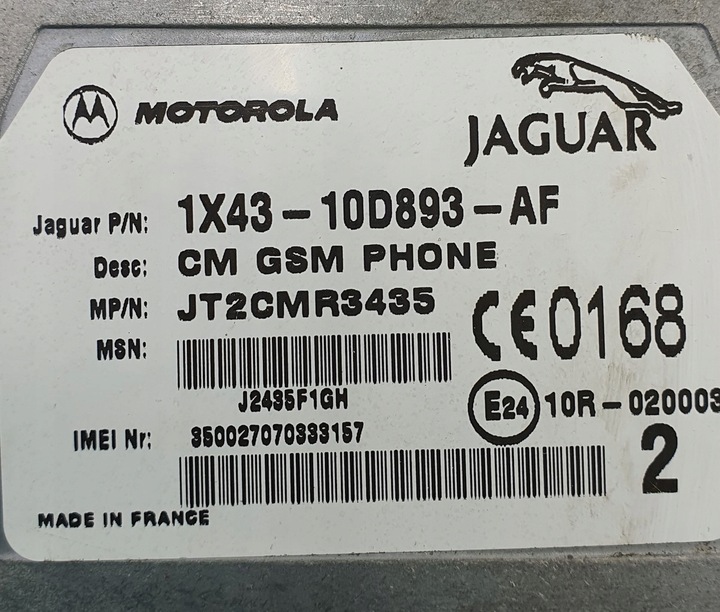 MOTOROLA
JAGUAR
Jaguar P/N: 1X43-10D893-AF
Desc: CM GSM PHONE
MP/N: JT2CMR3435
CE0168
MSN:
J2435F1GH
E24 10R-020003
IMEI Nr: 350027070333157
2
MADE IN FRANCE